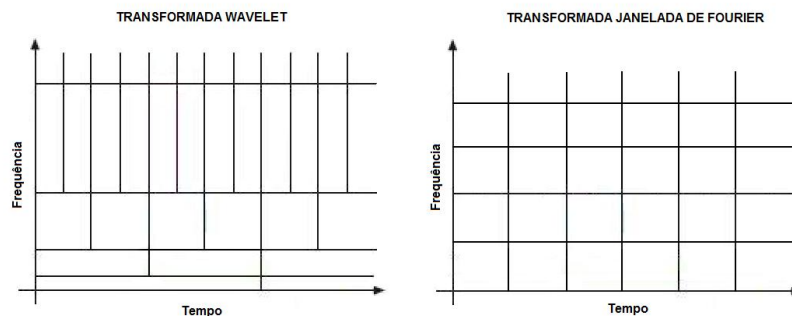 TRANSFORMADA WAVELET
Frequência
Tempo
TRANSFORMADA JANELADA DE FOURIER
Frequência
Tempo